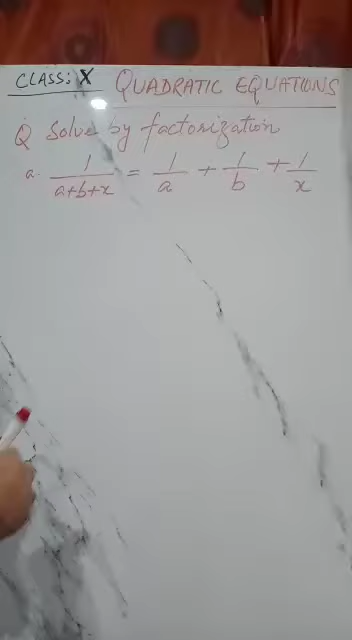 CLASS: X QUADRATIC EQUATIONS
Q Solve by factorization
a. 1/(a+b+x) = 1/a + 1/b + 1/x